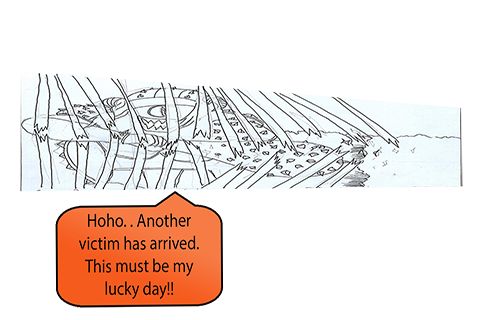 Hoho. . Another
victim has arrived.
This must be my
lucky day!!